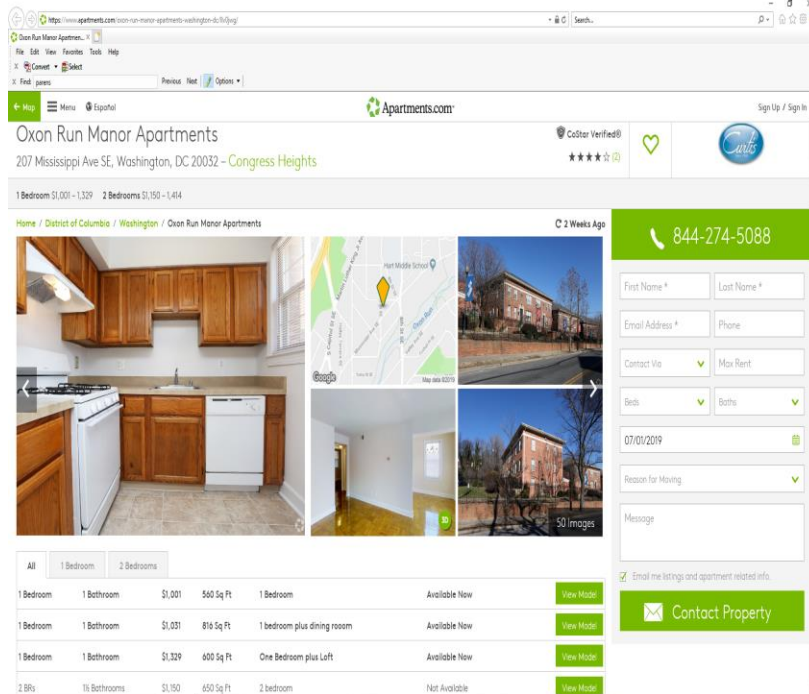 https://www.apartments.com/oxon-run-manor-apartments-washington-dc/
Search...
Oxon Run Manor Apartmen...
File Edit View Favorites Tools Help
x Convert Select
x Find: parens Previous Next Options
← Map Menu Español Apartments.com Sign Up / Sign In
Oxon Run Manor Apartments
207 Mississippi Ave SE, Washington, DC 20032 – Congress Heights
CoStar Verified®
(2)
Curtis
1 Bedroom $1,001 – 1,329 2 Bedrooms $1,150 – 1,414
Home / District of Columbia / Washington / Oxon Run Manor Apartments
2 Weeks Ago
844-274-5088
Hart Middle School
Oxon Run
Google
Map data ©2019
3D
50 Images
First Name * Last Name *
Email Address * Phone
Contact Via Max Rent
Beds Baths
07/01/2019
Reason for Moving
Message
Email me listings and apartment related info.
Contact Property
All 1 Bedroom 2 Bedrooms
1 Bedroom 1 Bathroom $1,001 560 Sq Ft 1 Bedroom Available Now View Model
1 Bedroom 1 Bathroom $1,031 816 Sq Ft 1 bedroom plus dining rooom Available Now View Model
1 Bedroom 1 Bathroom $1,329 600 Sq Ft One Bedroom plus Loft Available Now View Model
2 BRs 1½ Bathrooms $1,150 650 Sq Ft 2 bedroom Not Available View Model